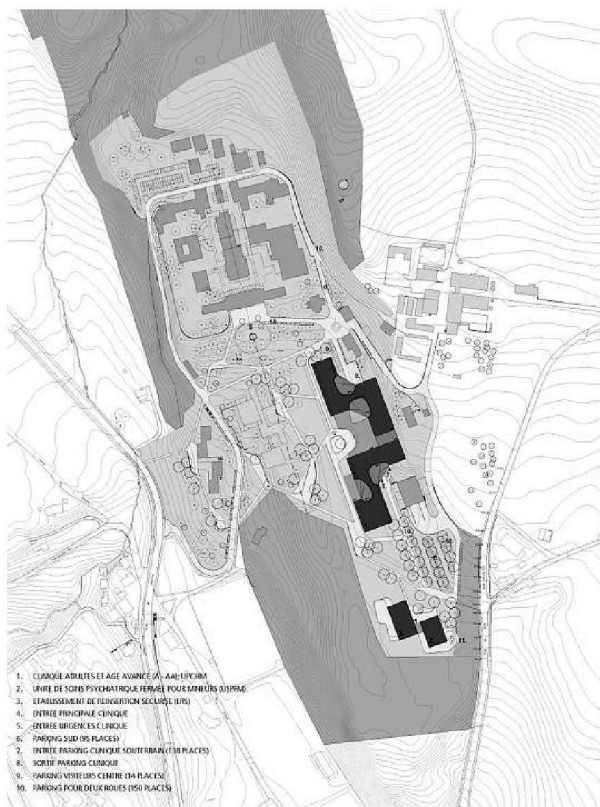 1. CLINIQUE ADULTES ET AGE AVANCE (A - AA); UPCHM
2. UNITE DE SOINS PSYCHIATRIQUE FERMEE POUR MINEURS (USPFM)
3. ETABLISSEMENT DE REINSERTION SECURISE (ERS)
4. ENTREE PRINCIPALE CLINIQUE
5. ENTREE URGENCES CLINIQUE
6. PARKING SUD (95 PLACES)
7. ENTREE PARKING CLINIQUE SOUTERRAIN (138 PLACES)
8. SORTIE PARKING CLINIQUE
9. PARKING VISITEURS CENTRE (14 PLACES)
10. PARKING POUR DEUX ROUES (150 PLACES)
10.
11.